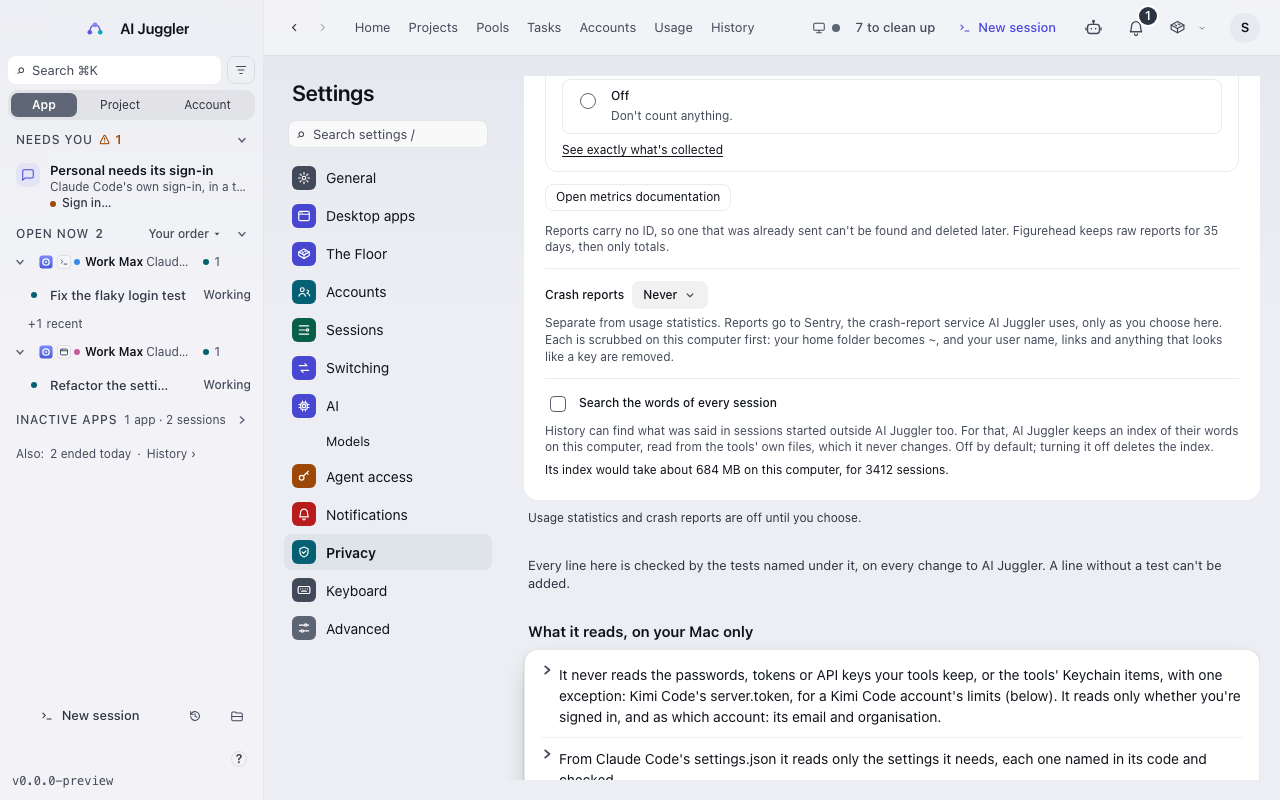 AI Juggler
Search ⌘K
App Project Account
NEEDS YOU 1
Personal needs its sign-in
Claude Code's own sign-in, in a t…
Sign in…
OPEN NOW 2 Your order
Work Max Claud… 1
Fix the flaky login test Working
+1 recent
Work Max Claud… 1
Refactor the setti… Working
INACTIVE APPS 1 app · 2 sessions
Also: 2 ended today · History ›
New session
?
v0.0.0-preview
Home Projects Pools Tasks Accounts Usage History
7 to clean up
New session
1
S
Settings
Search settings /
General
Desktop apps
The Floor
Accounts
Sessions
Switching
AI
Models
Agent access
Notifications
Privacy
Keyboard
Advanced
Off
Don't count anything.
See exactly what's collected
Open metrics documentation
Reports carry no ID, so one that was already sent can't be found and deleted later. Figurehead keeps raw reports for 35
days, then only totals.
Crash reports Never
Separate from usage statistics. Reports go to Sentry, the crash-report service AI Juggler uses, only as you choose here.
Each is scrubbed on this computer first: your home folder becomes ~, and your user name, links and anything that looks
like a key are removed.
Search the words of every session
History can find what was said in sessions started outside AI Juggler too. For that, AI Juggler keeps an index of their words
on this computer, read from the tools' own files, which it never changes. Off by default; turning it off deletes the index.
Its index would take about 684 MB on this computer, for 3412 sessions.
Usage statistics and crash reports are off until you choose.
Every line here is checked by the tests named under it, on every change to AI Juggler. A line without a test can't be
added.
What it reads, on your Mac only
It never reads the passwords, tokens or API keys your tools keep, or the tools' Keychain items, with one
exception: Kimi Code's server.token, for a Kimi Code account's limits (below). It reads only whether you're
signed in, and as which account: its email and organisation.
From Claude Code's settings.json it reads only the settings it needs, each one named in its code and
checked.